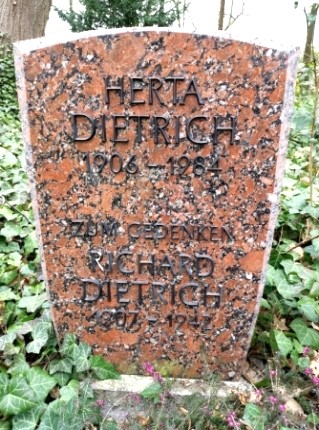 HERTA
DIETRICH
1906 – 1984
ZUM GEDENKEN
RICHARD
DIETRICH
1907 – 1942